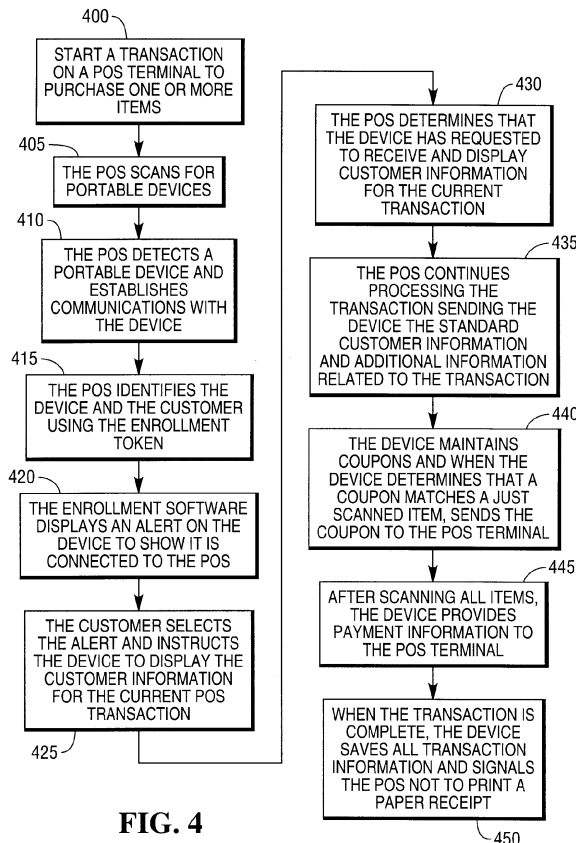 400
START A TRANSACTION
ON A POS TERMINAL TO
PURCHASE ONE OR MORE
ITEMS
405
THE POS SCANS FOR
PORTABLE DEVICES
410
THE POS DETECTS A
PORTABLE DEVICE AND
ESTABLISHES
COMMUNICATIONS WITH
THE DEVICE
415
THE POS IDENTIFIES THE
DEVICE AND THE CUSTOMER
USING THE ENROLLMENT
TOKEN
420
THE ENROLLMENT SOFTWARE
DISPLAYS AN ALERT ON THE
DEVICE TO SHOW IT IS
CONNECTED TO THE POS
THE CUSTOMER SELECTS
THE ALERT AND INSTRUCTS
THE DEVICE TO DISPLAY THE
CUSTOMER INFORMATION
FOR THE CURRENT POS
TRANSACTION
425
430
THE POS DETERMINES THAT
THE DEVICE HAS REQUESTED
TO RECEIVE AND DISPLAY
CUSTOMER INFORMATION
FOR THE CURRENT
TRANSACTION
435
THE POS CONTINUES
PROCESSING THE
TRANSACTION SENDING THE
DEVICE THE STANDARD
CUSTOMER INFORMATION
AND ADDITIONAL INFORMATION
RELATED TO THE TRANSACTION
440
THE DEVICE MAINTAINS
COUPONS AND WHEN THE
DEVICE DETERMINES THAT A
COUPON MATCHES A JUST
SCANNED ITEM, SENDS THE
COUPON TO THE POS TERMINAL
445
AFTER SCANNING ALL ITEMS,
THE DEVICE PROVIDES
PAYMENT INFORMATION TO
THE POS TERMINAL
WHEN THE TRANSACTION IS
COMPLETE, THE DEVICE
SAVES ALL TRANSACTION
INFORMATION AND SIGNALS
THE POS NOT TO PRINT A
PAPER RECEIPT
450
FIG. 4